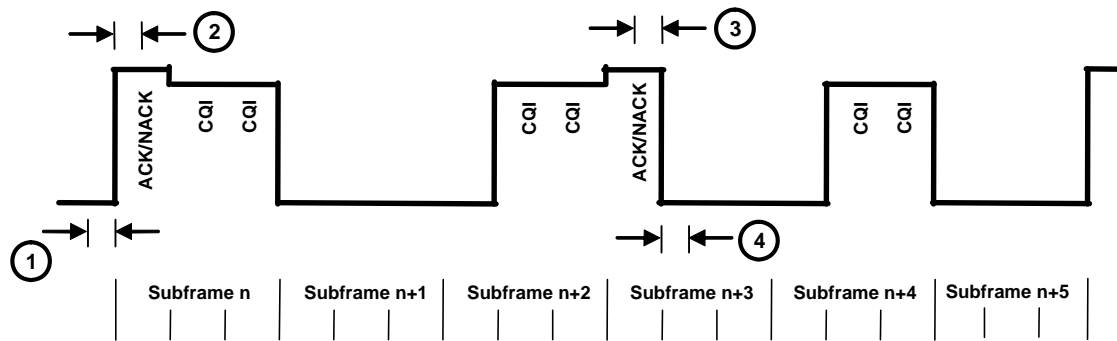 2
3
ACK/NACK
CQI
CQI
CQI
CQI
ACK/NACK
CQI
CQI
1
4
Subframe n
Subframe n+1
Subframe n+2
Subframe n+3
Subframe n+4
Subframe n+5